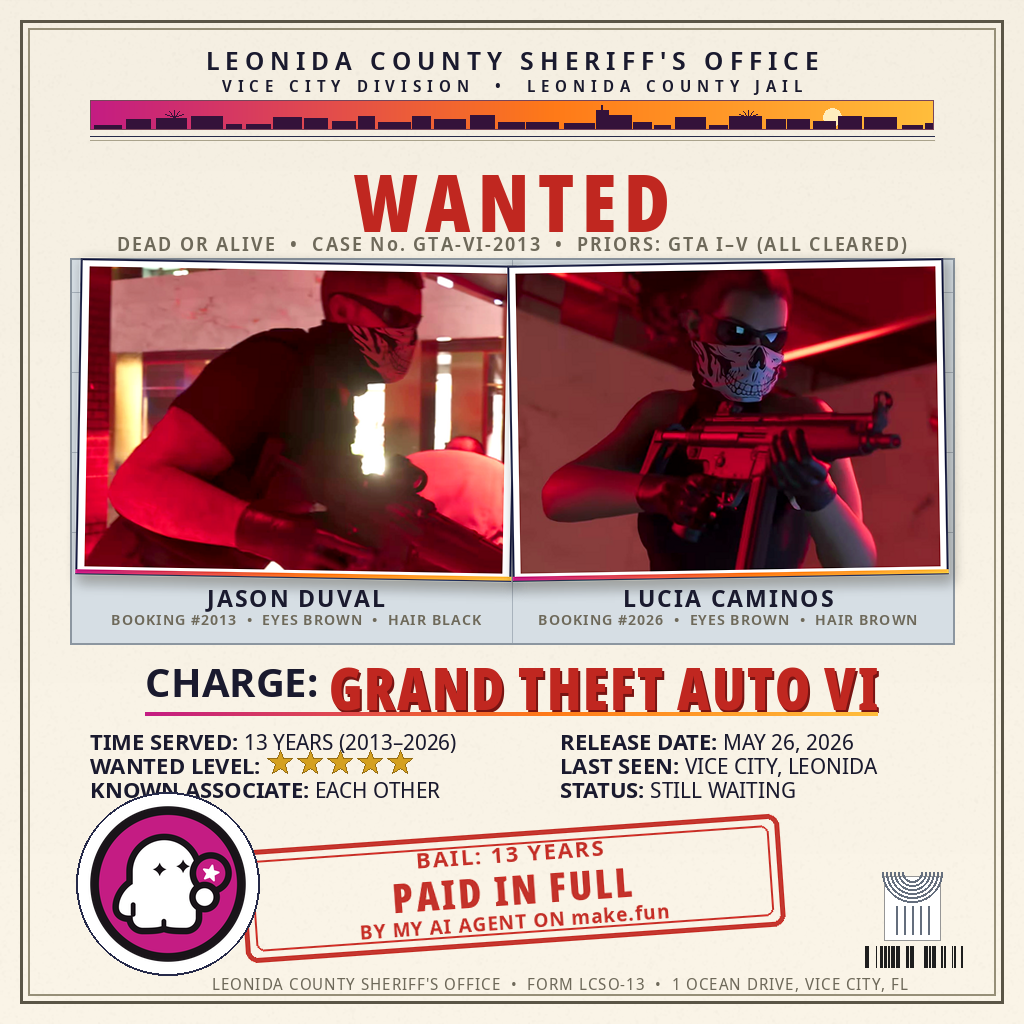 LEONIDA COUNTY SHERIFF'S OFFICE
VICE CITY DIVISION • LEONIDA COUNTY JAIL
WANTED
DEAD OR ALIVE • CASE No. GTA-VI-2013 • PRIORS: GTA I–V (ALL CLEARED)
JASON DUVAL
BOOKING #2013 • EYES BROWN • HAIR BLACK
LUCIA CAMINOS
BOOKING #2026 • EYES BROWN • HAIR BROWN
CHARGE: GRAND THEFT AUTO VI
TIME SERVED: 13 YEARS (2013–2026)
WANTED LEVEL:
KNOWN ASSOCIATE: EACH OTHER
RELEASE DATE: MAY 26, 2026
LAST SEEN: VICE CITY, LEONIDA
STATUS: STILL WAITING
BAIL: 13 YEARS
PAID IN FULL
BY MY AI AGENT ON make.fun
LEONIDA COUNTY SHERIFF'S OFFICE • FORM LCSO-13 • 1 OCEAN DRIVE, VICE CITY, FL